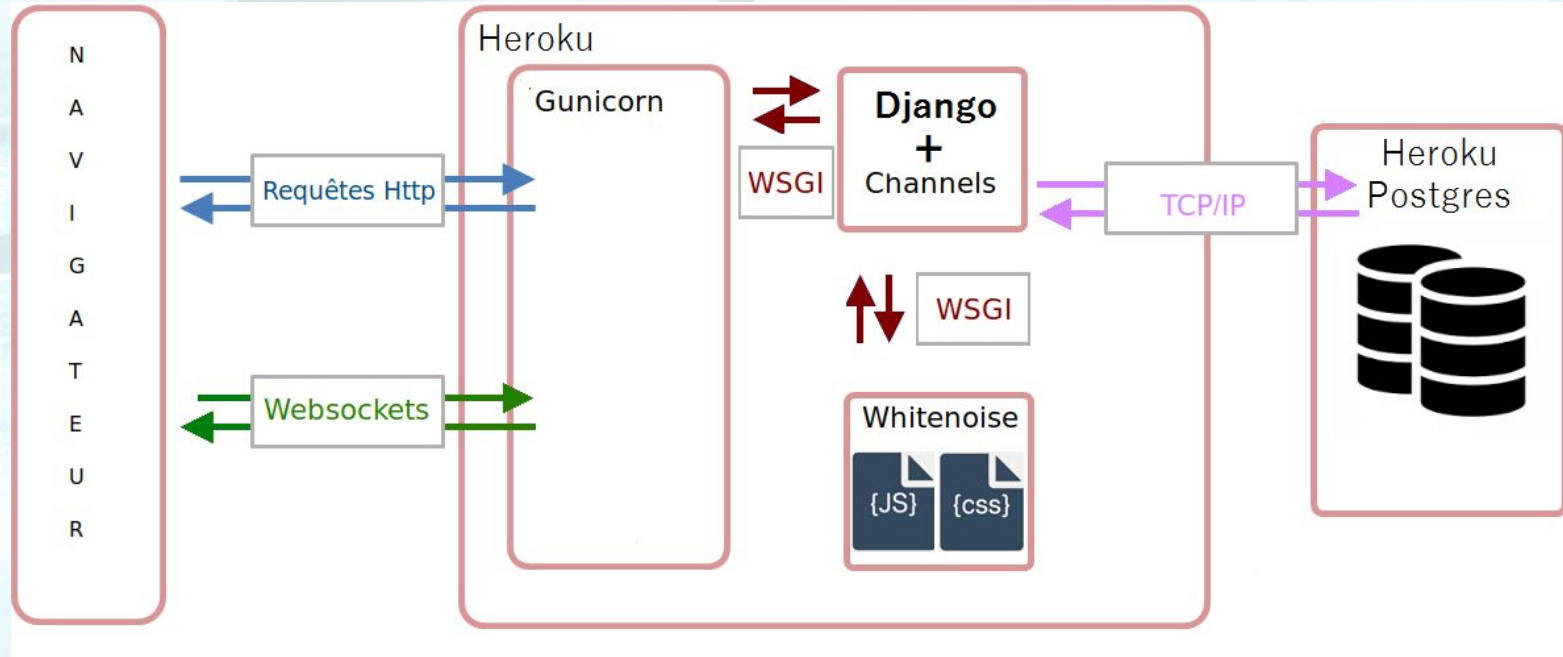 N
A
V
I
G
A
T
E
U
R
Heroku
Gunicorn
Requêtes Http
Websockets
WSGI
Django
+
Channels
WSGI
Whitenoise
{JS} {css}
TCP/IP
Heroku
Postgres